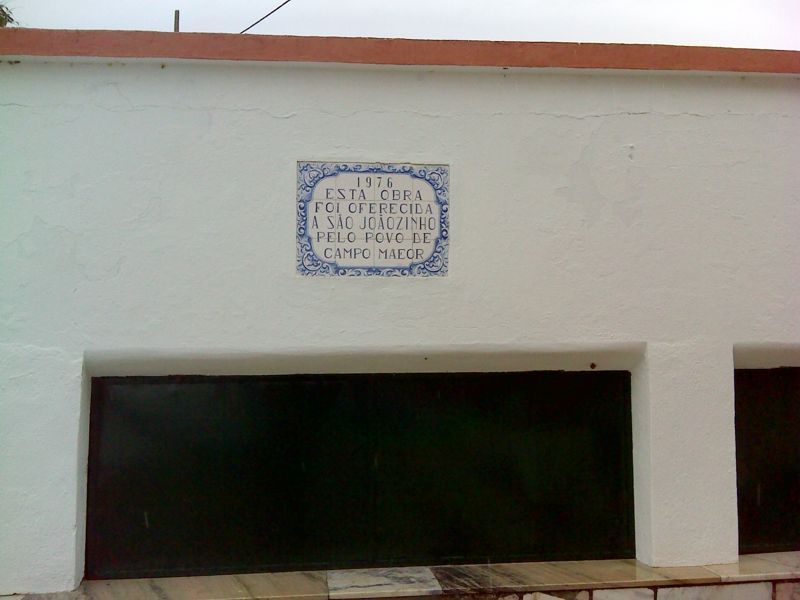 1976
ESTA OBRA
FOI OFERECIDA
A SÃO JOÃOZINHO
PELO POVO DE
CAMPO MAEOR